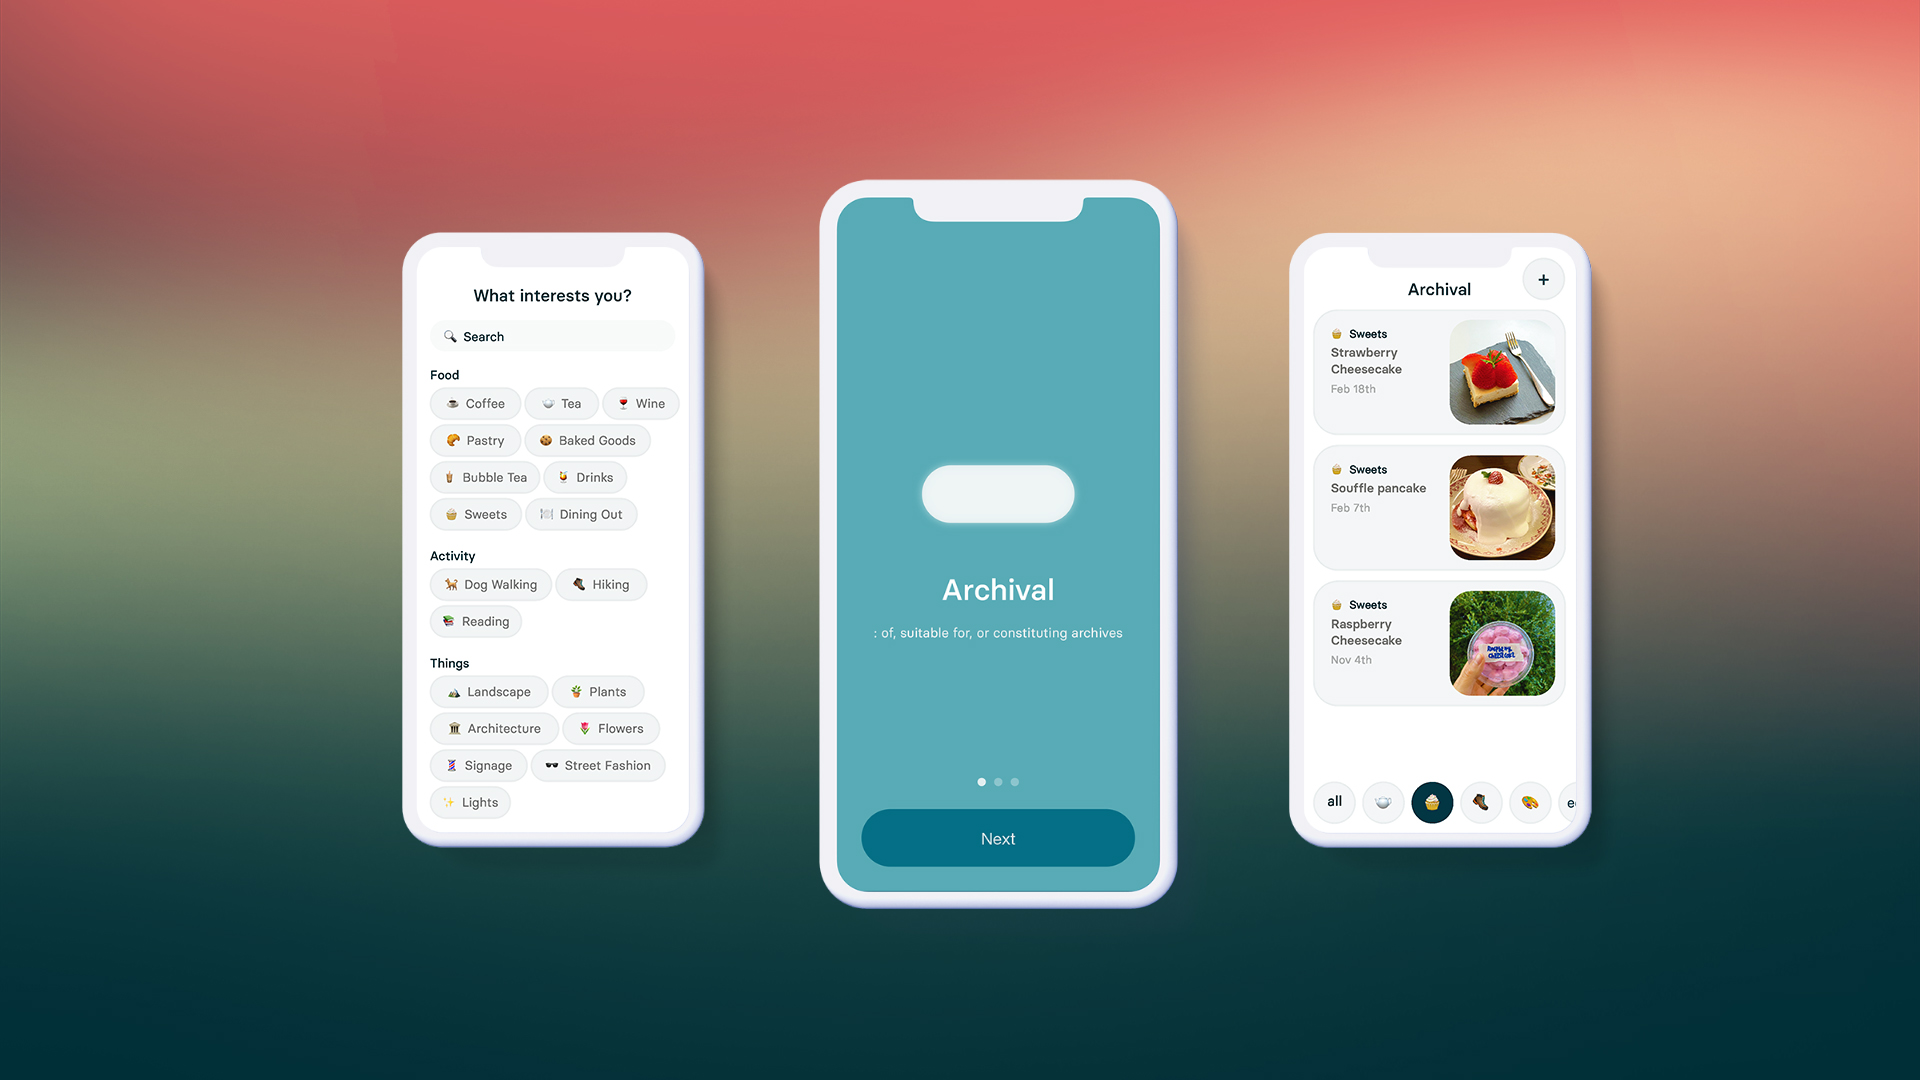 What interests you?
Search
Food
Coffee
Tea
Wine
Pastry
Baked Goods
Bubble Tea
Drinks
Sweets
Dining Out
Activity
Dog Walking
Hiking
Reading
Things
Landscape
Plants
Architecture
Flowers
Signage
Street Fashion
Lights
Archival
: of, suitable for, or constituting archives
Next
Archival
+
Sweets
Strawberry
Cheesecake
Feb 18th
Sweets
Souffle pancake
Feb 7th
Sweets
Raspberry
Cheesecake
Nov 4th
all